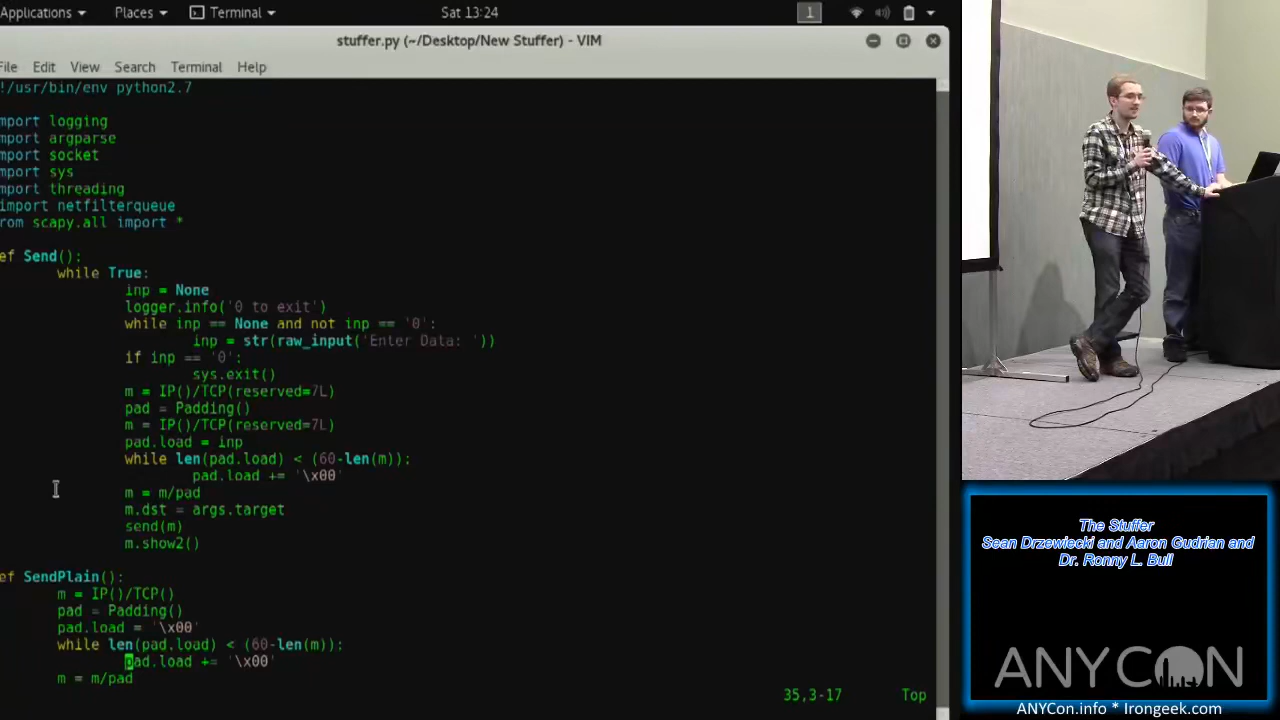 Applications Places Terminal Sat 13:24 1
stuffer.py (~/Desktop/New Stuffer) - VIM
File Edit View Search Terminal Help
!/usr/bin/env python2.7
mport logging
mport argparse
mport socket
mport sys
mport threading
import netfilterqueue
rom scapy.all import *
ef Send():
while True:
inp = None
logger.info('0 to exit')
while inp == None and not inp == '0':
inp = str(raw_input('Enter Data: '))
if inp == '0':
sys.exit()
m = IP()/TCP(reserved=7L)
pad = Padding()
m = IP()/TCP(reserved=7L)
pad.load = inp
while len(pad.load) < (60-len(m)):
pad.load += '\x00'
m = m/pad
m.dst = args.target
send(m)
m.show2()
ef SendPlain():
m = IP()/TCP()
pad = Padding()
pad.load = '\x00'
while len(pad.load) < (60-len(m)):
pad.load += '\x00'
m = m/pad
35,3-17 Top
The Stuffer
Sean Drzewiecki and Aaron Gudrian and
Dr. Ronny L. Bull
ANYCON
ANYCon.info * Irongeek.com